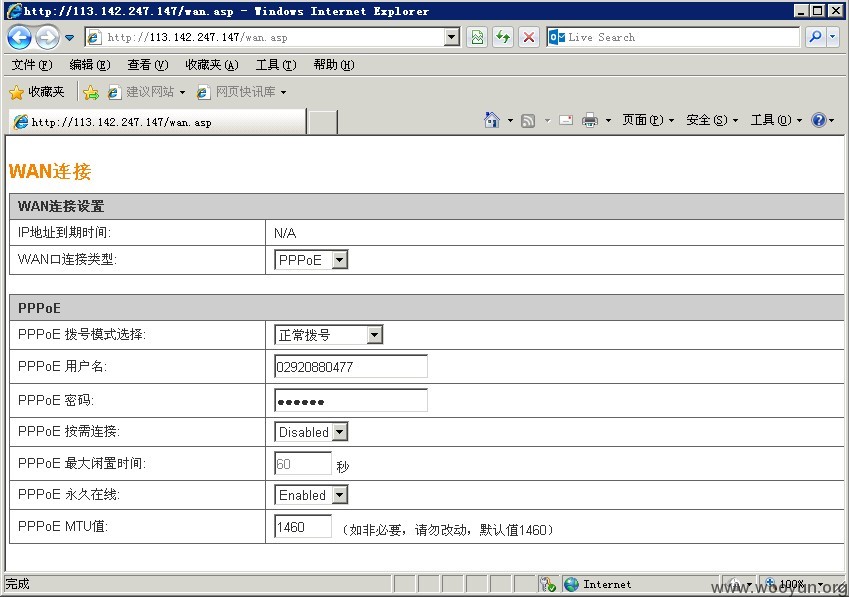 http://113.142.247.147/wan.asp - Windows Internet Explorer
http://113.142.247.147/wan.asp
Live Search
文件(F) 编辑(E) 查看(V) 收藏夹(A) 工具(T) 帮助(H)
收藏夹 建议网站 网页快讯库
http://113.142.247.147/wan.asp
页面(P) 安全(S) 工具(O)
WAN连接
WAN连接设置
IP地址到期时间: N/A
WAN口连接类型: PPPoE
PPPoE
PPPoE 拨号模式选择: 正常拨号
PPPoE 用户名: 02920880477
PPPoE 密码: ●●●●●●
PPPoE 按需连接: Disabled
PPPoE 最大闲置时间: 60 秒
PPPoE 永久在线: Enabled
PPPoE MTU值: 1460 （如非必要，请勿改动，默认值1460）
完成 Internet 100%
www.wooyun.org